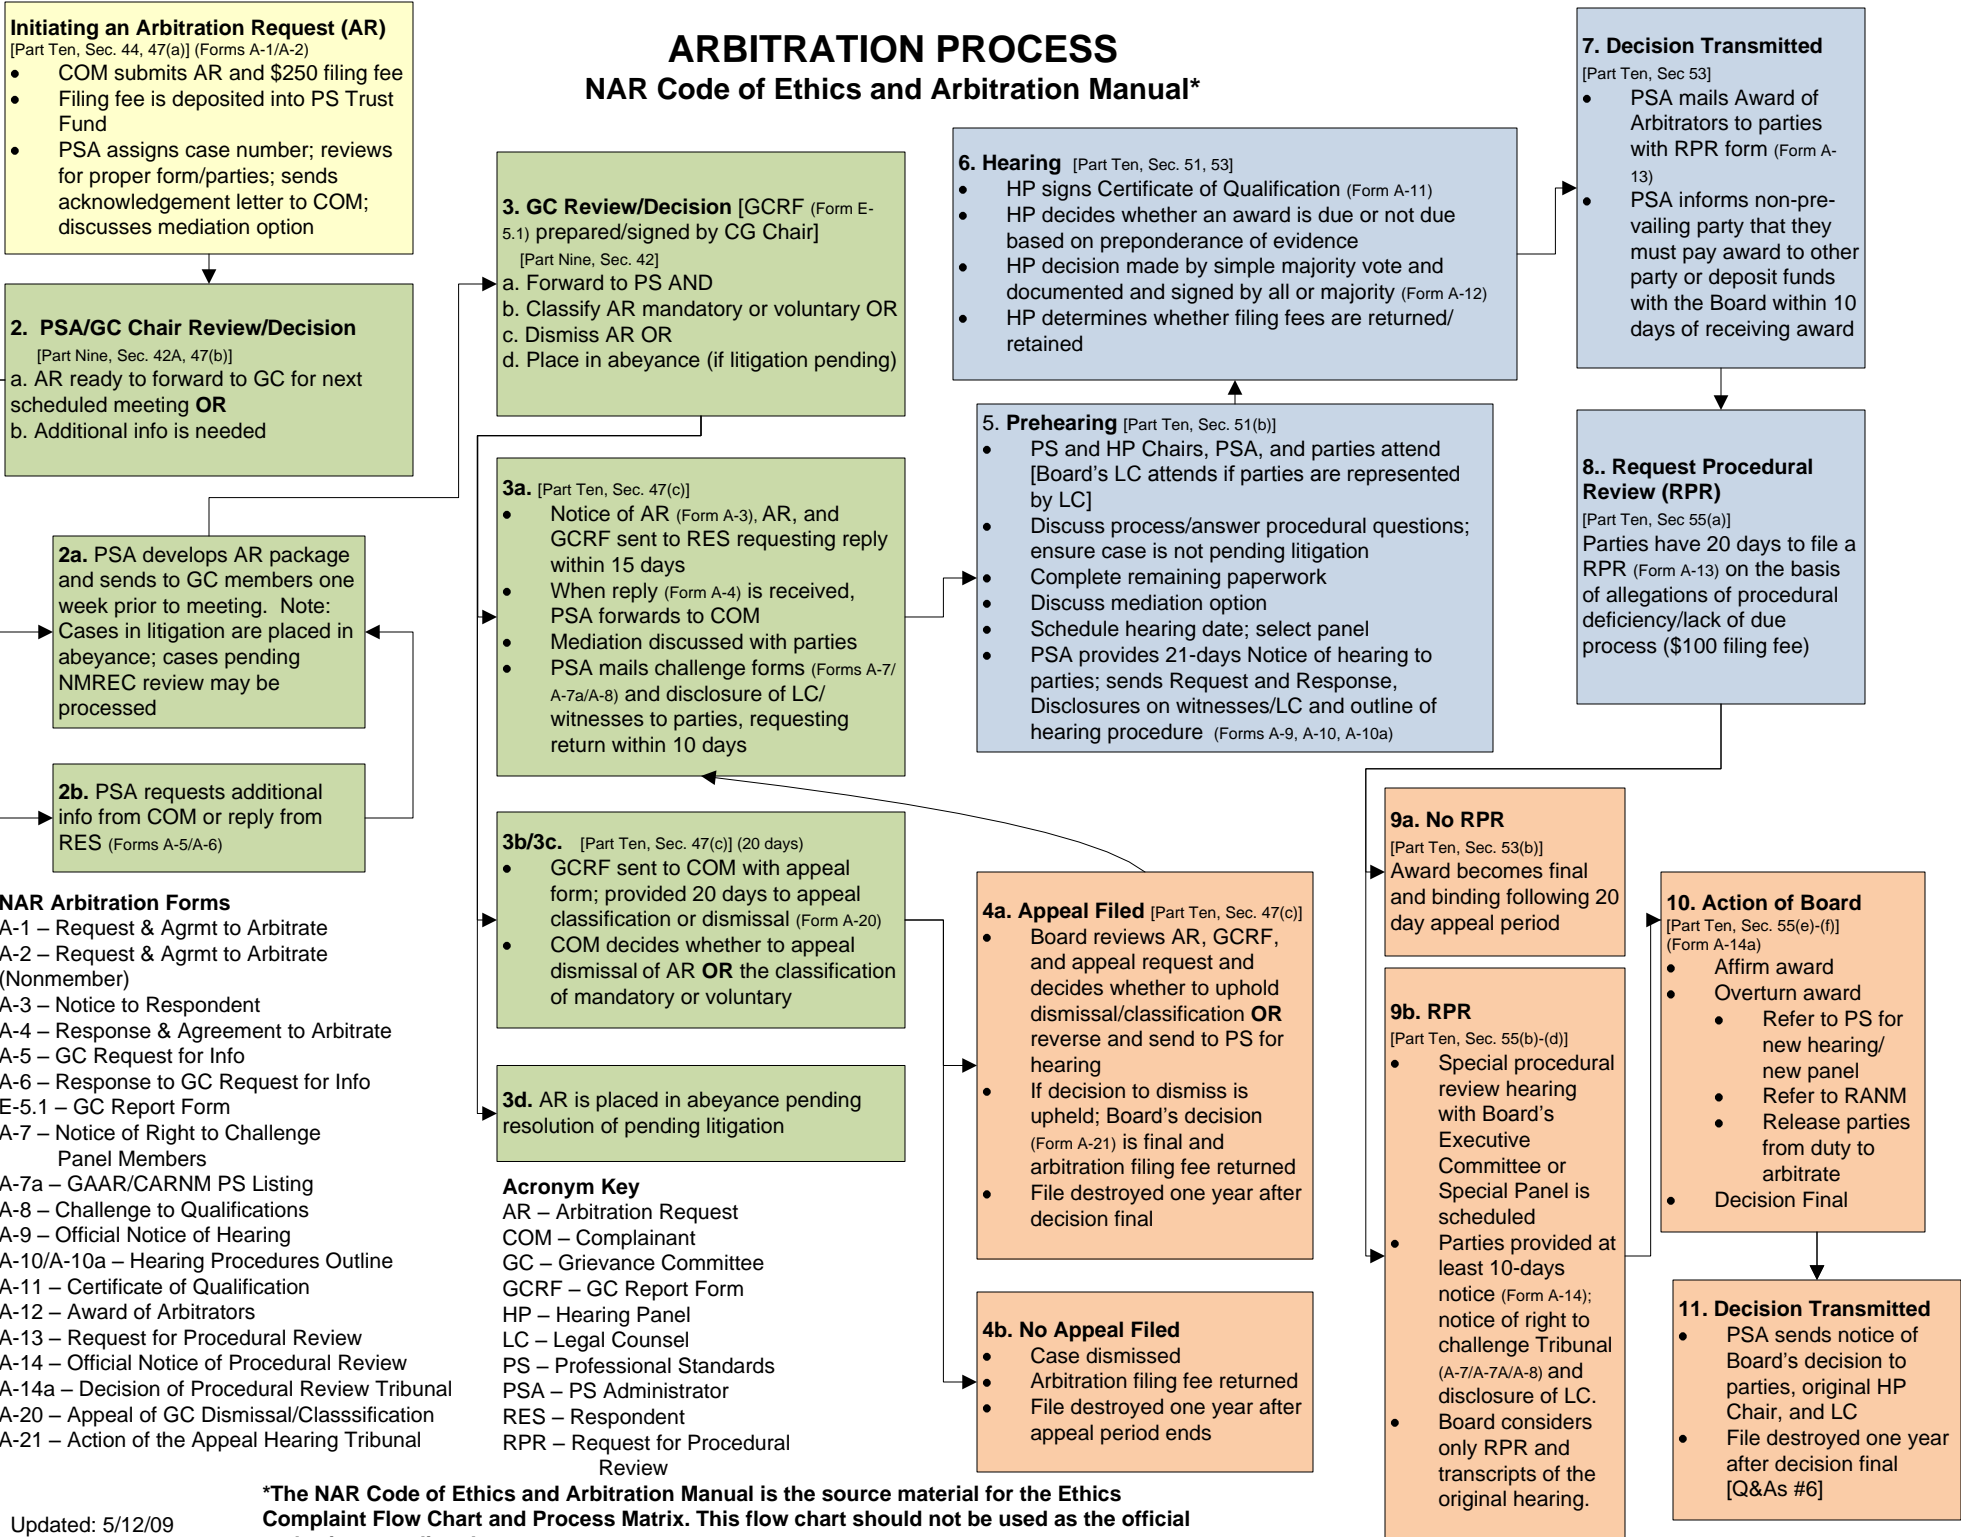 Initiating an Arbitration Request (AR)
[Part Ten, Sec. 44, 47(a)] (Forms A-1/A-2)
• COM submits AR and $250 filing fee
• Filing fee is deposited into PS Trust
Fund
• PSA assigns case number; reviews
for proper form/parties; sends
acknowledgement letter to COM;
discusses mediation option
2. PSA/GC Chair Review/Decision
[Part Nine, Sec. 42A, 47(b)]
a. AR ready to forward to GC for next
scheduled meeting OR
b. Additional info is needed
2a. PSA develops AR package
and sends to GC members one
week prior to meeting. Note:
Cases in litigation are placed in
abeyance; cases pending
NMREC review may be
processed
2b. PSA requests additional
info from COM or reply from
RES (Forms A-5/A-6)
NAR Arbitration Forms
A-1 – Request & Agrmt to Arbitrate
A-2 – Request & Agrmt to Arbitrate
(Nonmember)
A-3 – Notice to Respondent
A-4 – Response & Agreement to Arbitrate
A-5 – GC Request for Info
A-6 – Response to GC Request for Info
E-5.1 – GC Report Form
A-7 – Notice of Right to Challenge
Panel Members
A-7a – GAAR/CARNM PS Listing
A-8 – Challenge to Qualifications
A-9 – Official Notice of Hearing
A-10/A-10a – Hearing Procedures Outline
A-11 – Certificate of Qualification
A-12 – Award of Arbitrators
A-13 – Request for Procedural Review
A-14 – Official Notice of Procedural Review
A-14a – Decision of Procedural Review Tribunal
A-20 – Appeal of GC Dismissal/Classsification
A-21 – Action of the Appeal Hearing Tribunal
Updated: 5/12/09
ARBITRATION PROCESS
NAR Code of Ethics and Arbitration Manual*
3. GC Review/Decision [GCRF (Form E-
5.1) prepared/signed by CG Chair]
[Part Nine, Sec. 42]
a. Forward to PS AND
b. Classify AR mandatory or voluntary OR
c. Dismiss AR OR
d. Place in abeyance (if litigation pending)
3a. [Part Ten, Sec. 47(c)]
• Notice of AR (Form A-3), AR, and
GCRF sent to RES requesting reply
within 15 days
• When reply (Form A-4) is received,
PSA forwards to COM
• Mediation discussed with parties
• PSA mails challenge forms (Forms A-7/
A-7a/A-8) and disclosure of LC/
witnesses to parties, requesting
return within 10 days
3b/3c. [Part Ten, Sec. 47(c)] (20 days)
• GCRF sent to COM with appeal
form; provided 20 days to appeal
classification or dismissal (Form A-20)
• COM decides whether to appeal
dismissal of AR OR the classification
of mandatory or voluntary
3d. AR is placed in abeyance pending
resolution of pending litigation
Acronym Key
AR – Arbitration Request
COM – Complainant
GC – Grievance Committee
GCRF – GC Report Form
HP – Hearing Panel
LC – Legal Counsel
PS – Professional Standards
PSA – PS Administrator
RES – Respondent
RPR – Request for Procedural
Review
6. Hearing [Part Ten, Sec. 51, 53]
• HP signs Certificate of Qualification (Form A-11)
• HP decides whether an award is due or not due
based on preponderance of evidence
• HP decision made by simple majority vote and
documented and signed by all or majority (Form A-12)
• HP determines whether filing fees are returned/
retained
5. Prehearing [Part Ten, Sec. 51(b)]
• PS and HP Chairs, PSA, and parties attend
[Board's LC attends if parties are represented
by LC]
• Discuss process/answer procedural questions;
ensure case is not pending litigation
• Complete remaining paperwork
• Discuss mediation option
• Schedule hearing date; select panel
• PSA provides 21-days Notice of hearing to
parties; sends Request and Response,
Disclosures on witnesses/LC and outline of
hearing procedure (Forms A-9, A-10, A-10a)
4a. Appeal Filed [Part Ten, Sec. 47(c)]
• Board reviews AR, GCRF,
and appeal request and
decides whether to uphold
dismissal/classification OR
reverse and send to PS for
hearing
• If decision to dismiss is
upheld; Board's decision
(Form A-21) is final and
arbitration filing fee returned
• File destroyed one year after
decision final
4b. No Appeal Filed
• Case dismissed
• Arbitration filing fee returned
• File destroyed one year after
appeal period ends
7. Decision Transmitted
[Part Ten, Sec 53]
• PSA mails Award of
Arbitrators to parties
with RPR form (Form A-
13)
• PSA informs non-pre-
vailing party that they
must pay award to other
party or deposit funds
with the Board within 10
days of receiving award
8.. Request Procedural
Review (RPR)
[Part Ten, Sec 55(a)]
Parties have 20 days to file a
RPR (Form A-13) on the basis
of allegations of procedural
deficiency/lack of due
process ($100 filing fee)
9a. No RPR
[Part Ten, Sec. 53(b)]
Award becomes final
and binding following 20
day appeal period
9b. RPR
[Part Ten, Sec. 55(b)-(d)]
• Special procedural
review hearing
with Board's
Executive
Committee or
Special Panel is
scheduled
• Parties provided at
least 10-days
notice (Form A-14);
notice of right to
challenge Tribunal
(A-7/A-7A/A-8) and
disclosure of LC.
• Board considers
only RPR and
transcripts of the
original hearing.
10. Action of Board
[Part Ten, Sec. 55(e)-(f)]
(Form A-14a)
• Affirm award
• Overturn award
• Refer to PS for
new hearing/
new panel
• Refer to RANM
• Release parties
from duty to
arbitrate
• Decision Final
11. Decision Transmitted
• PSA sends notice of
Board's decision to
parties, original HP
Chair, and LC
• File destroyed one year
after decision final
[Q&As #6]
*The NAR Code of Ethics and Arbitration Manual is the source material for the Ethics
Complaint Flow Chart and Process Matrix. This flow chart should not be used as the official